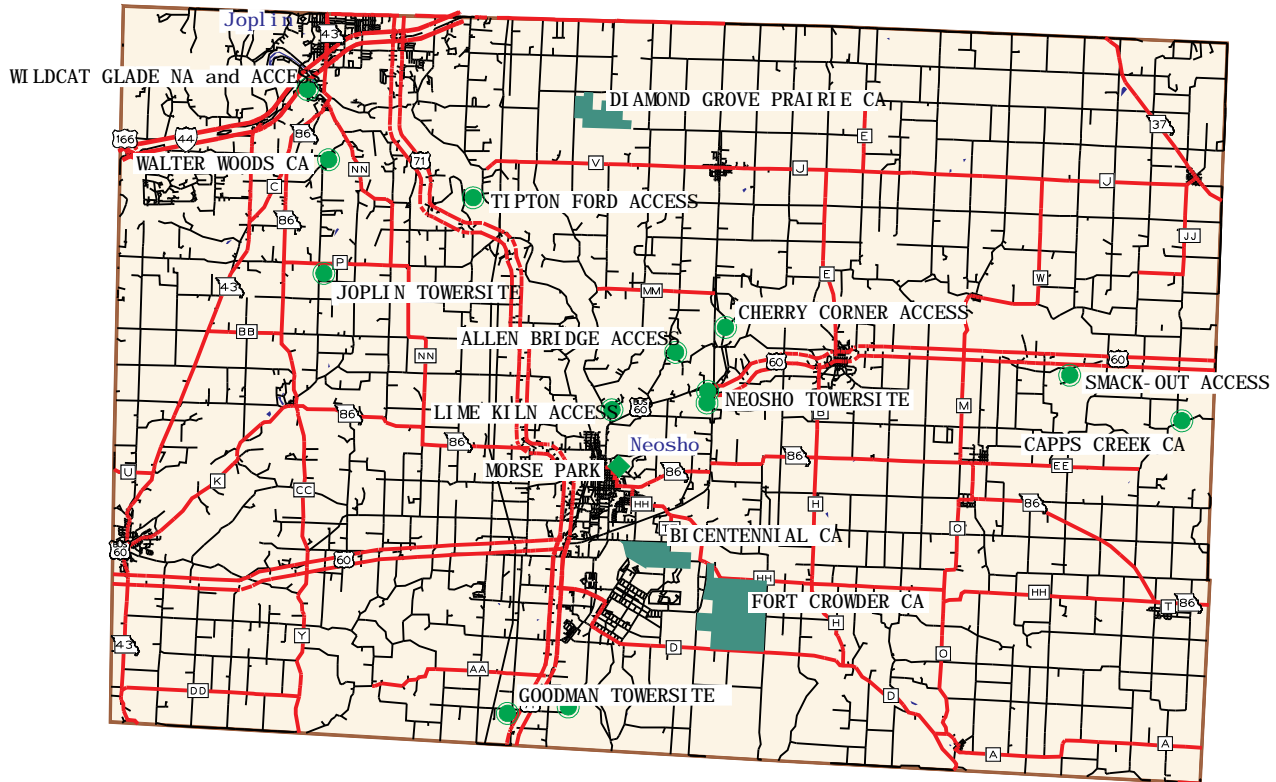 Joplin
43
WILDCAT GLADE NA and ACCESS
DIAMOND GROVE PRAIRIE CA
37
E
86
166
44
71
WALTER WOODS CA
NN
V
J
J
C
TIPTON FORD ACCESS
86
JJ
P
E
W
43
JOPLIN TOWERSITE
MM
CHERRY CORNER ACCESS
BB
ALLEN BRIDGE ACCESS
NN
60
60
SMACK-OUT ACCESS
LIME KILN ACCESS
BUS
60
NEOSHO TOWERSITE
86
B
M
86
Neosho
CAPPS CREEK CA
MORSE PARK
86
86
EE
U
K
CC
HH
H
86
O
BICENTENNIAL CA
BUS
60
60
HH
HH
FORT CROWDER CA
T
86
Y
H
43
D
O
AA
DD
GOODMAN TOWERSITE
D
A
A